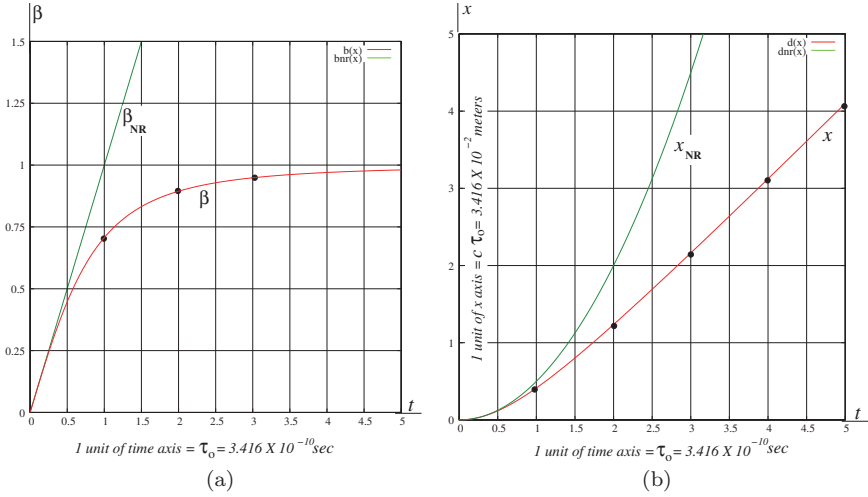 β
1.5
1.25
1
0.75
0.5
0.25
0
0.5
1
1.5
2
2.5
3
3.5
4
4.5
5
b(x)
bnr(x)
β NR
β
t
1 unit of time axis = τo = 3.416 X 10 −10 sec
(a)
x
5
4
3
2
1
0
0
0.5
1
1.5
2
2.5
3
3.5
4
4.5
5
d(x)
dnr(x)
x NR
x
t
1 unit of x axis = c τo = 3.416 X 10 −2 meters
1 unit of time axis = τo = 3.416 X 10 −10 sec
(b)